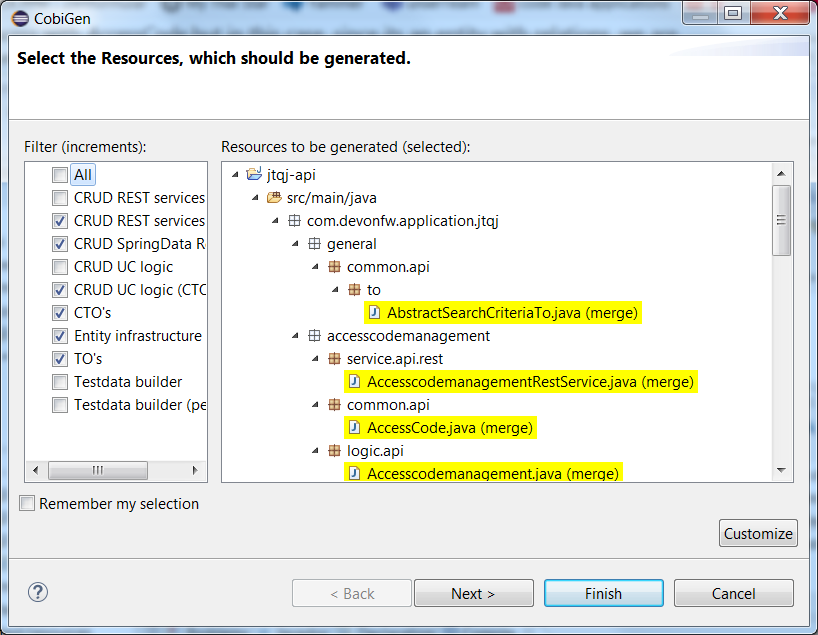 CobiGen
Select the Resources, which should be generated.
Filter (increments):
All
CRUD REST services
CRUD REST services
CRUD SpringData R
CRUD UC logic
CRUD UC logic (CTO
CTO's
Entity infrastructure
TO's
Testdata builder
Testdata builder (pe
Resources to be generated (selected):
jtqj-api
src/main/java
com.devonfw.application.jtqj
general
common.api
to
AbstractSearchCriteriaTo.java (merge)
accesscodemanagement
service.api.rest
AccesscodemanagementRestService.java (merge)
common.api
AccessCode.java (merge)
logic.api
Accesscodemanagement.java (merge)
Remember my selection
Customize
< Back
Next >
Finish
Cancel